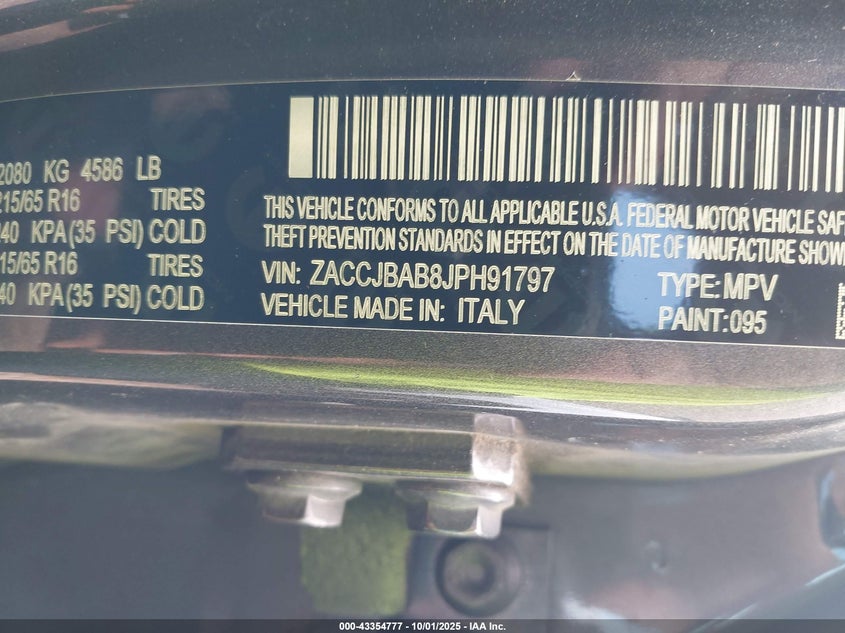 2080 KG 4586 LB
215/65 R16 TIRES
40 KPA(35 PSI) COLD
15/65 R16 TIRES
40 KPA(35 PSI) COLD
THIS VEHICLE CONFORMS TO ALL APPLICABLE U.S.A. FEDERAL MOTOR VEHICLE SAF
THEFT PREVENTION STANDARDS IN EFFECT ON THE DATE OF MANUFACTURE SHOW
VIN: ZACCJBAB8JPH91797 TYPE: MPV
VEHICLE MADE IN: ITALY PAINT: 095
000-43354777 - 10/01/2025 - IAA Inc.